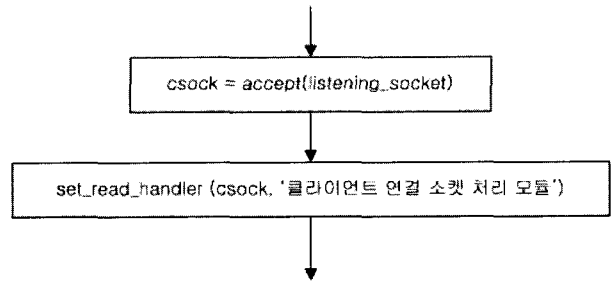 csock = accept(listening_socket)
set_read_handler (csock, '클라이언트 연결 소켓 처리 모듈')